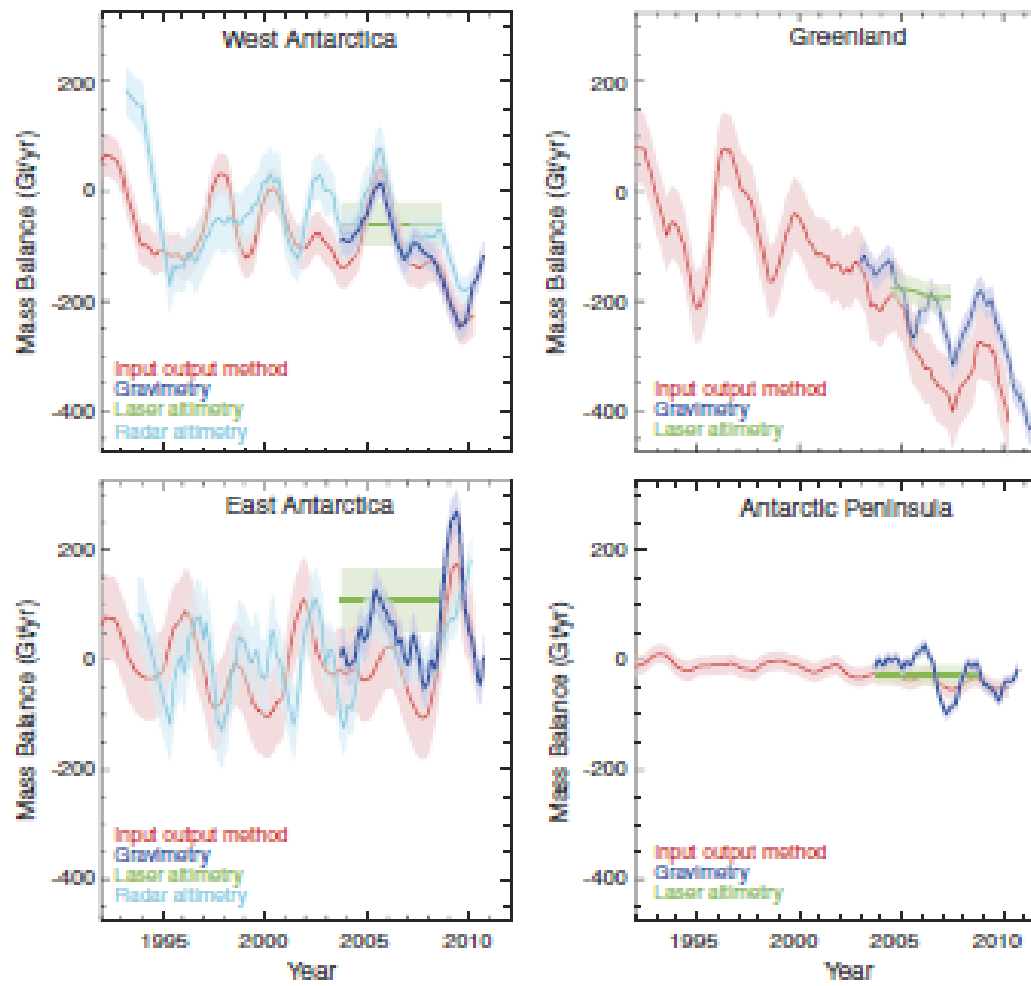 West Antarctica
Mass Balance (Gt/yr)
200
0
-200
-400
Input output method
Gravimetry
Laser altimetry
Radar altimetry
Greenland
Mass Balance (Gt/yr)
200
0
-200
-400
Input output method
Gravimetry
Laser altimetry
East Antarctica
Mass Balance (Gt/yr)
200
0
-200
-400
Input output method
Gravimetry
Laser altimetry
Radar altimetry
1995 2000 2005 2010
Year
Antarctic Peninsula
Mass Balance (Gt/yr)
200
0
-200
-400
Input output method
Gravimetry
Laser altimetry
1995 2000 2005 2010
Year